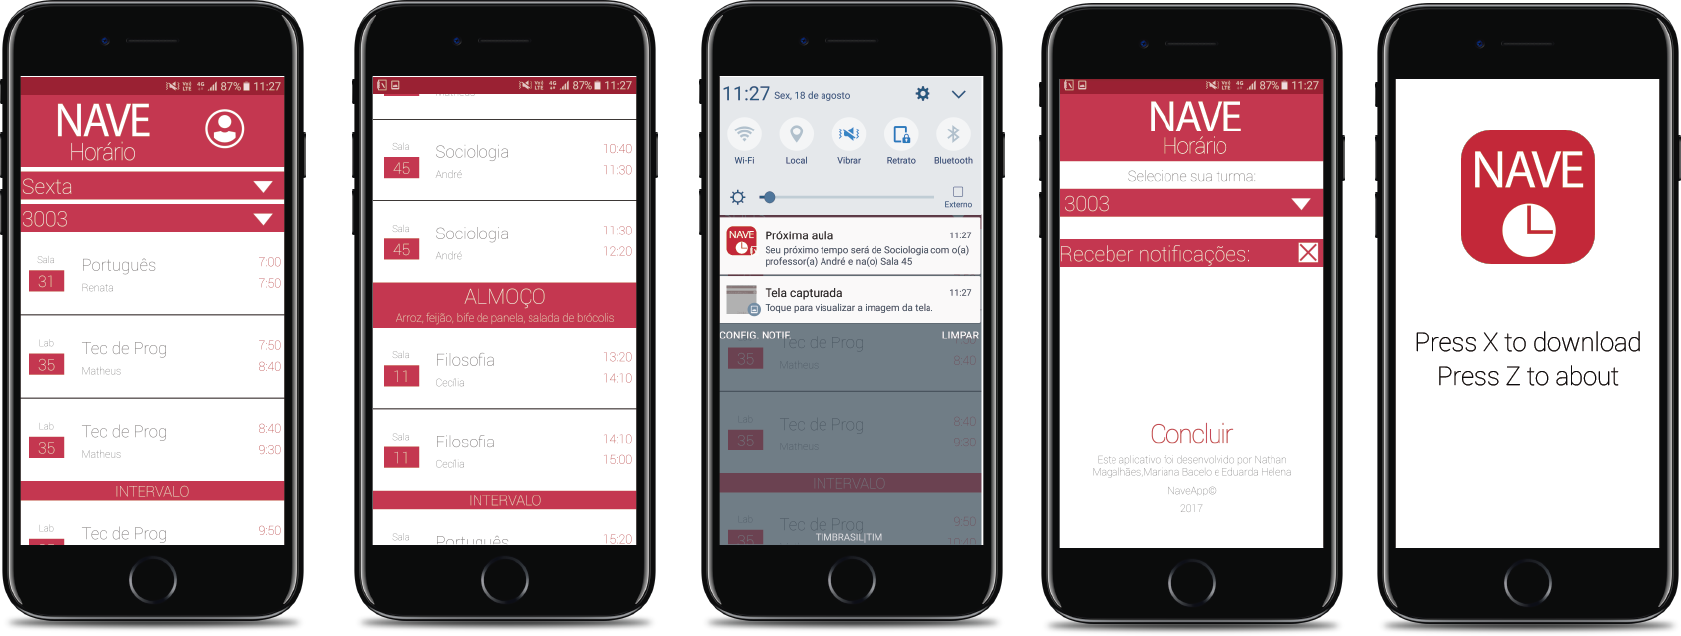 87% 11:27
NAVE
Horário
Sexta
3003
Sala
31
Português
Renata
7:00
7:50
Lab
35
Tec de Prog
Matheus
7:50
8:40
Lab
35
Tec de Prog
Matheus
8:40
9:30
INTERVALO
Lab
Tec de Prog
9:50
87% 11:27
Matheus
Sala
45
Sociologia
André
10:40
11:30
Sala
45
Sociologia
André
11:30
12:20
ALMOÇO
Arroz, feijão, bife de panela, salada de brócolis
Sala
11
Filosofia
Cecília
13:20
14:10
Sala
11
Filosofia
Cecília
14:10
15:00
INTERVALO
Sala
Português
15:20
11:27 Sex, 18 de agosto
Wi-Fi
Local
Vibrar
Retrato
Bluetooth
Externo
NAVE
Próxima aula
11:27
Seu próximo tempo será de Sociologia com o(a)
professor(a) André e na(o) Sala 45
Tela capturada
11:27
Toque para visualizar a imagem da tela.
CONFIG. NOTIF.
LIMPAR
35
Tec de Prog
Matheus
8:40
Lab
35
Tec de Prog
Matheus
8:40
9:30
INTERVALO
Lab
35
Tec de Prog
9:50
10:40
TIMBRASIL|TIM
87% 11:27
NAVE
Horário
Selecione sua turma:
3003
Receber notificações:
Concluir
Este aplicativo foi desenvolvido por Nathan
Magalhães,Mariana Bacelo e Eduarda Helena
NaveApp©
2017
NAVE
Press X to download
Press Z to about